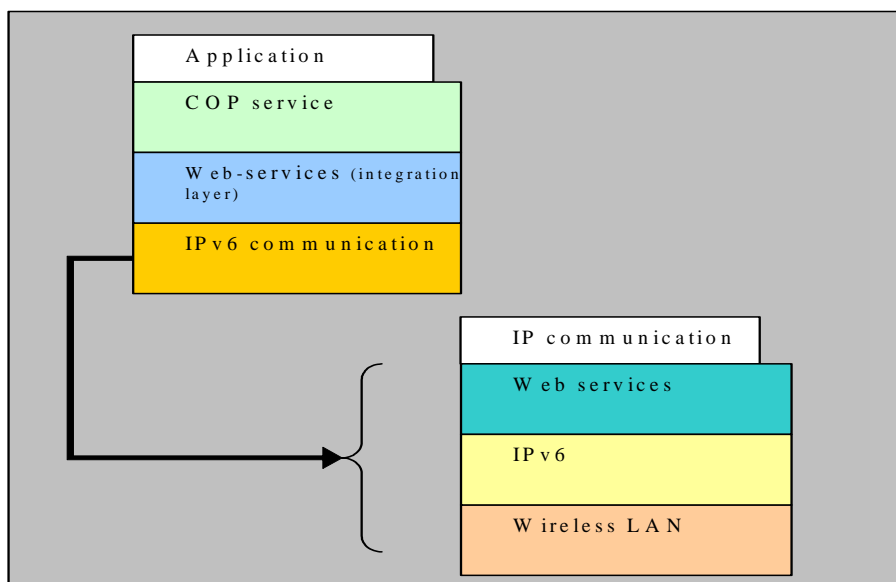 Application
COP service
Web-services (integration
layer)
IPv6 communication
IP communication
Web services
IPv6
Wireless LAN